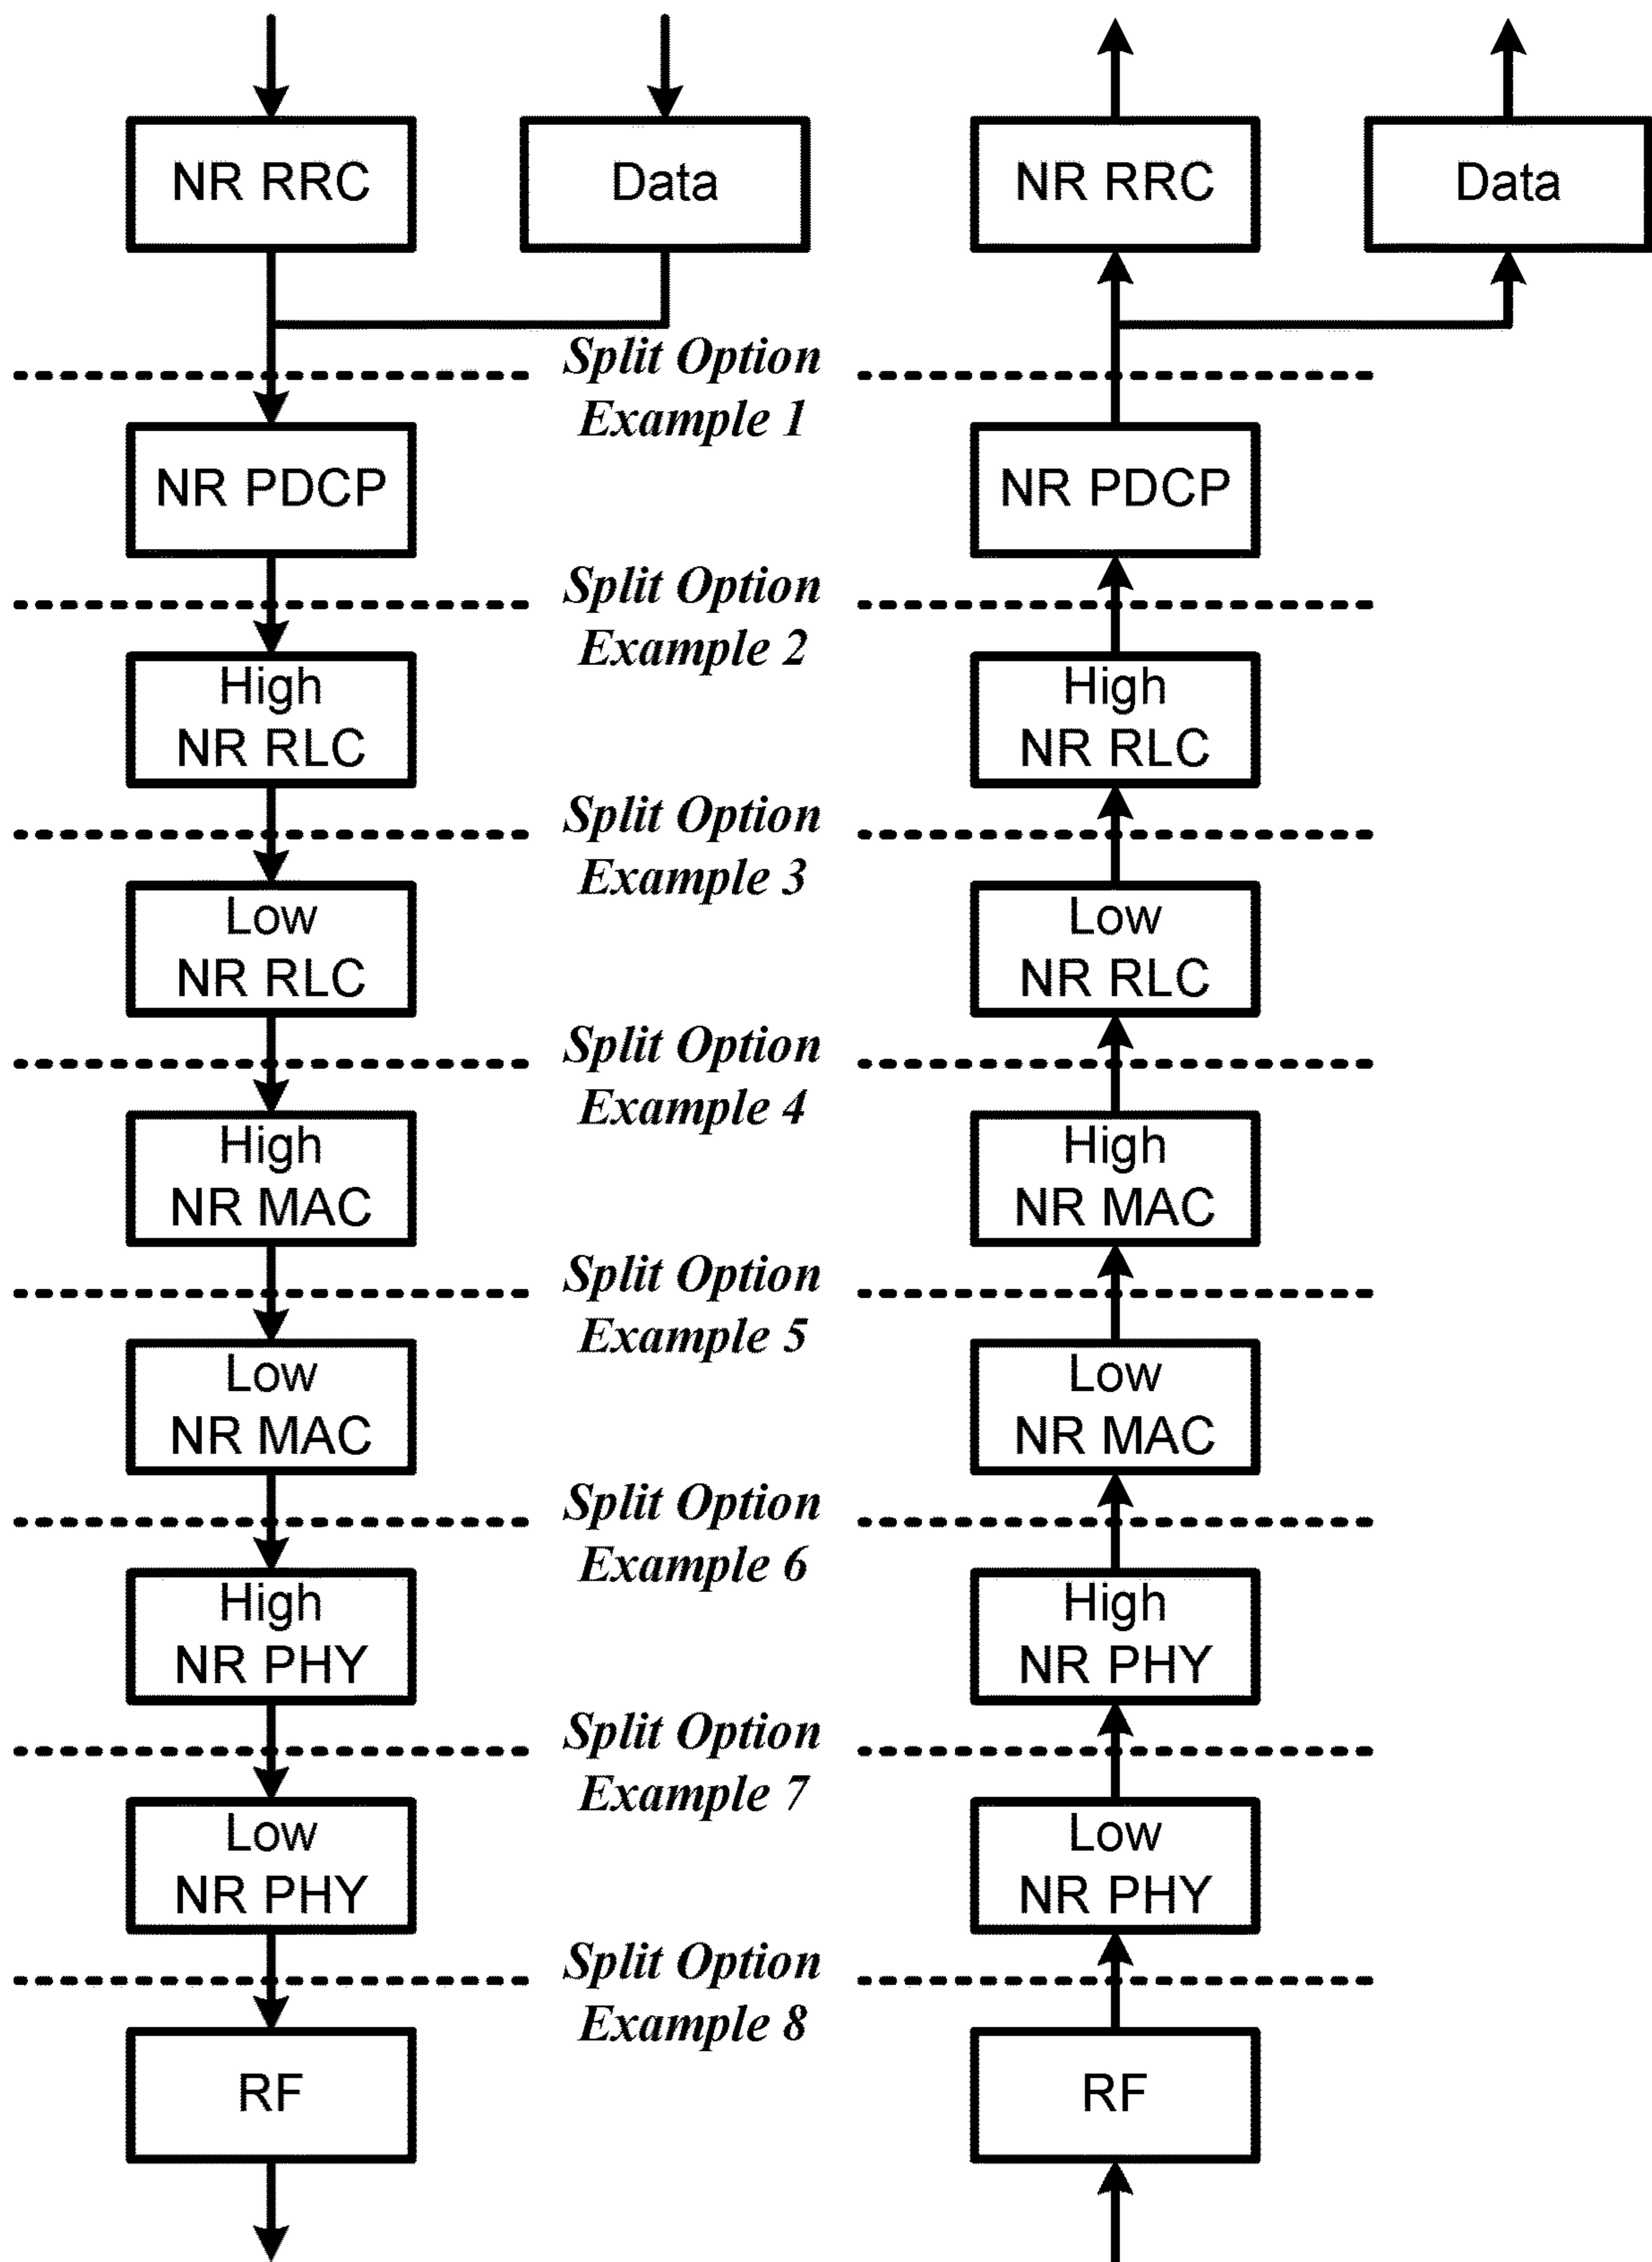 NR RRC
Data
NR RRC
Data
Split Option
Example 1
NR PDCP
NR PDCP
Split Option
Example 2
High
NR RLC
High
NR RLC
Split Option
Example 3
Low
NR RLC
Low
NR RLC
Split Option
Example 4
High
NR MAC
High
NR MAC
Split Option
Example 5
Low
NR MAC
Low
NR MAC
Split Option
Example 6
High
NR PHY
High
NR PHY
Split Option
Example 7
Low
NR PHY
Low
NR PHY
Split Option
Example 8
RF
RF